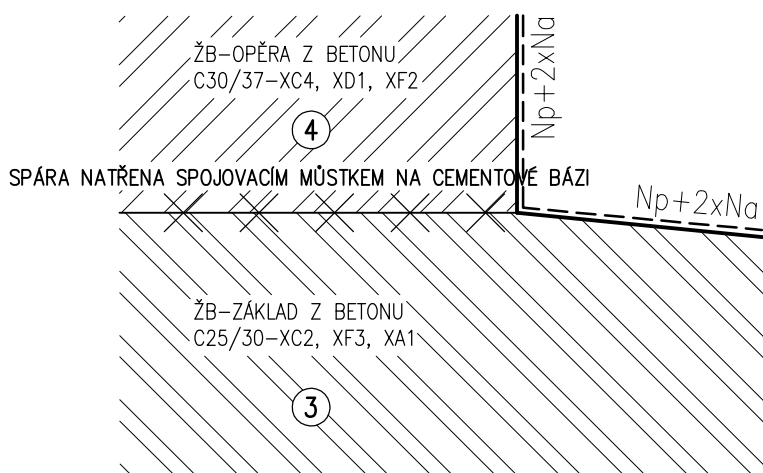 ŽB-OPĚRA Z BETONU
C30/37-XC4, XD1, XF2
4
Np+2xNa
SPÁRA NATŘENA SPOJOVACÍM MŮSTKEM NA CEMENTOVÉ BÁZI
Np+2xNa
ŽB-ZÁKLAD Z BETONU
C25/30-XC2, XF3, XA1
3